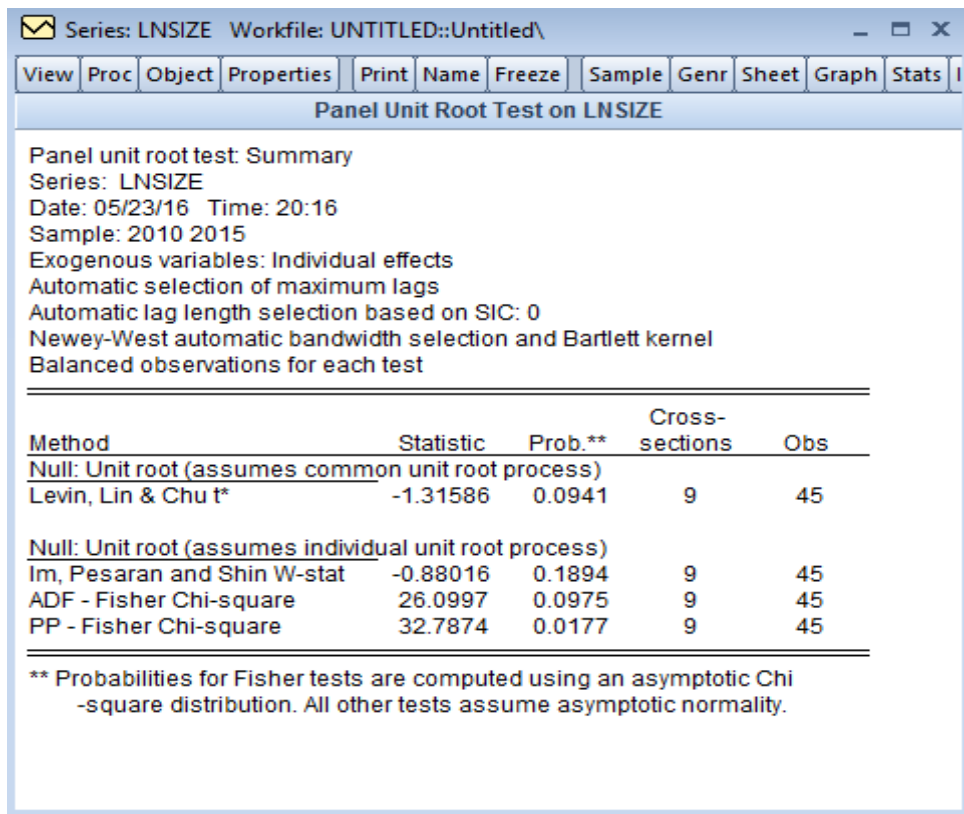 Series: LNSIZE Workfile: UNTITLED::Untitled\
View Proc Object Properties Print Name Freeze Sample Genr Sheet Graph Stats
Panel Unit Root Test on LNSIZE
Panel unit root test: Summary
Series: LNSIZE
Date: 05/23/16 Time: 20:16
Sample: 2010 2015
Exogenous variables: Individual effects
Automatic selection of maximum lags
Automatic lag length selection based on SIC: 0
Newey-West automatic bandwidth selection and Bartlett kernel
Balanced observations for each test
Cross-
Method Statistic Prob.** sections Obs
Null: Unit root (assumes common unit root process)
Levin, Lin & Chu t* -1.31586 0.0941 9 45
Null: Unit root (assumes individual unit root process)
Im, Pesaran and Shin W-stat -0.88016 0.1894 9 45
ADF - Fisher Chi-square 26.0997 0.0975 9 45
PP - Fisher Chi-square 32.7874 0.0177 9 45
** Probabilities for Fisher tests are computed using an asymptotic Chi
-square distribution. All other tests assume asymptotic normality.